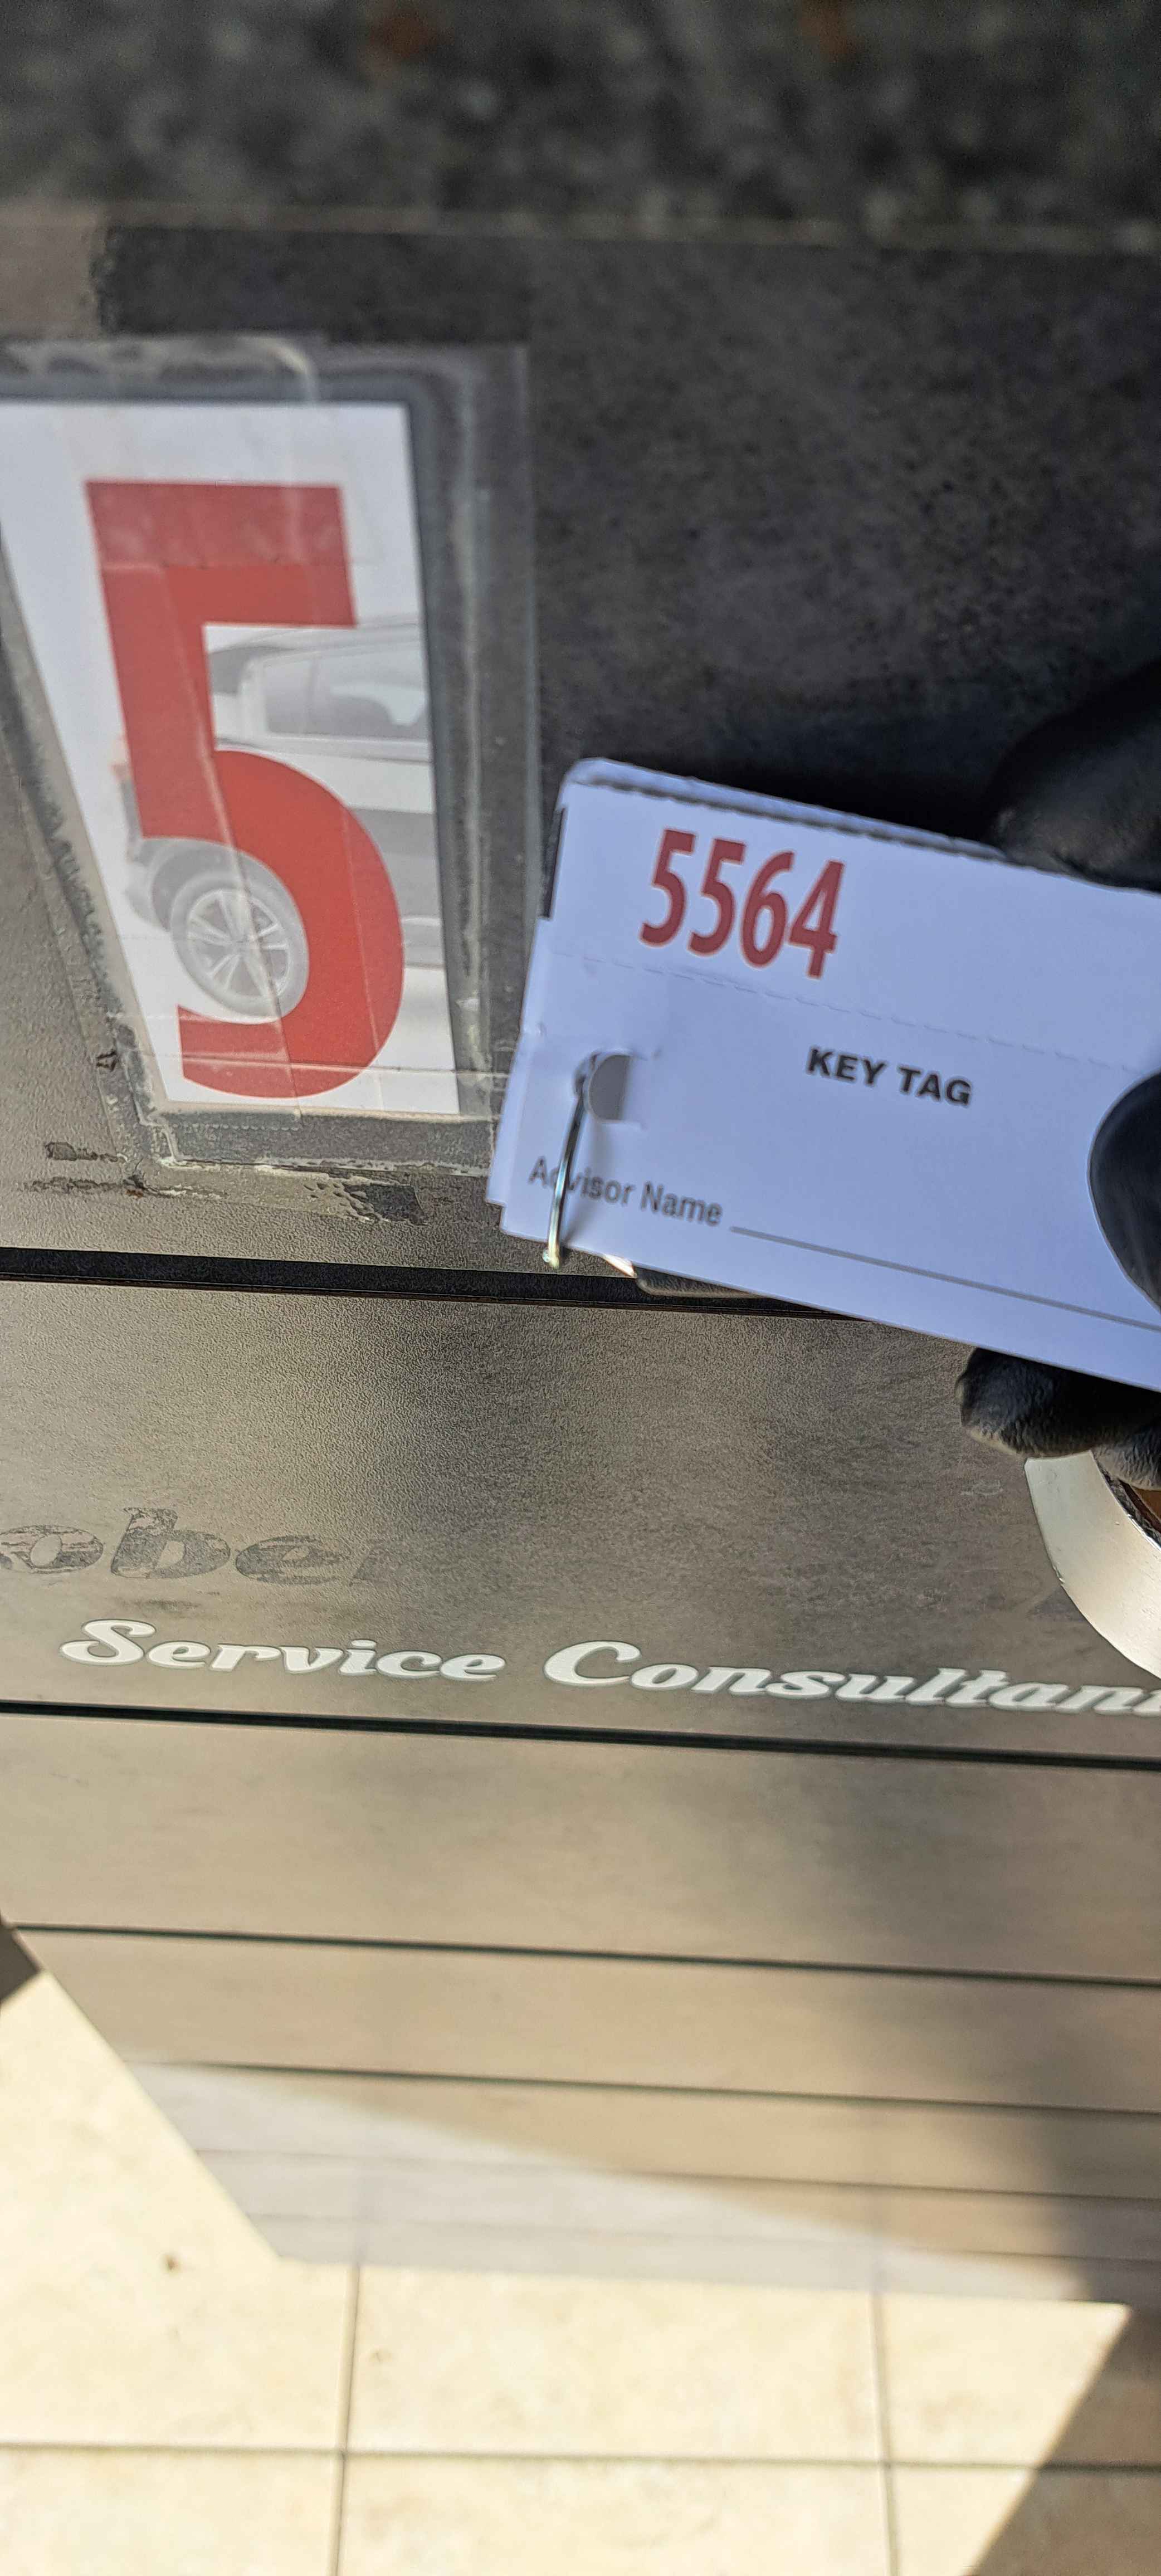 5
5564
KEY TAG
Advisor Name
Service Consultant